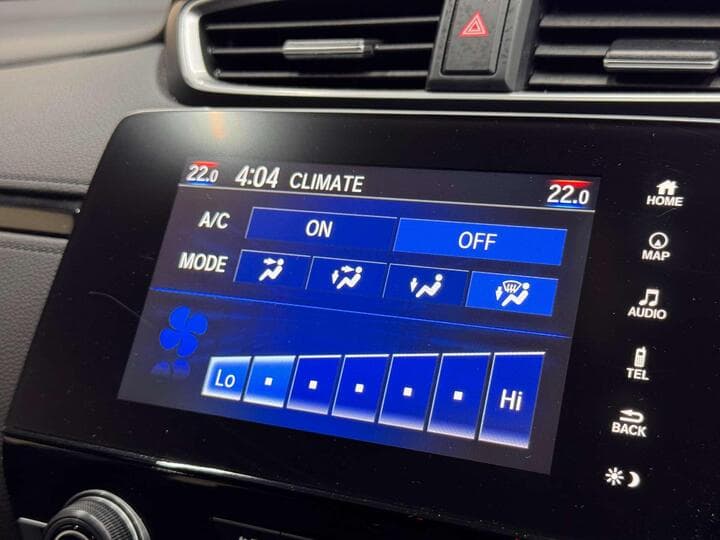 22.0 4:04 CLIMATE 22.0
A/C ON OFF
MODE
Lo Hi
HOME
MAP
AUDIO
TEL
BACK